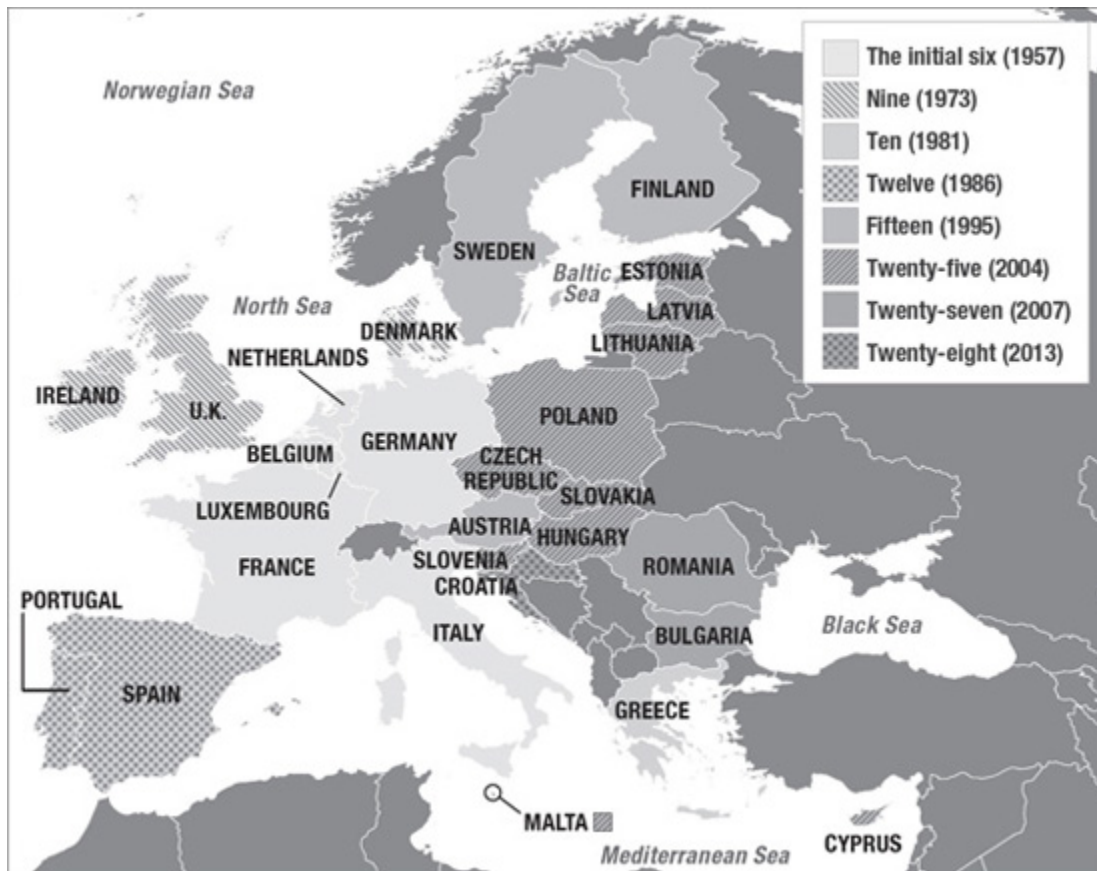 Norwegian Sea
The initial six (1957)
Nine (1973)
Ten (1981)
Twelve (1986)
Fifteen (1995)
Twenty-five (2004)
Twenty-seven (2007)
Twenty-eight (2013)
FINLAND
SWEDEN
Baltic
Sea
ESTONIA
LATVIA
LITHUANIA
North Sea
DENMARK
NETHERLANDS
IRELAND
U.K.
POLAND
GERMANY
BELGIUM
CZECH
REPUBLIC
SLOVAKIA
LUXEMBOURG
AUSTRIA
HUNGARY
FRANCE
SLOVENIA
CROATIA
ROMANIA
PORTUGAL
ITALY
BULGARIA
Black Sea
SPAIN
GREECE
MALTA
CYPRUS
Mediterranean Sea